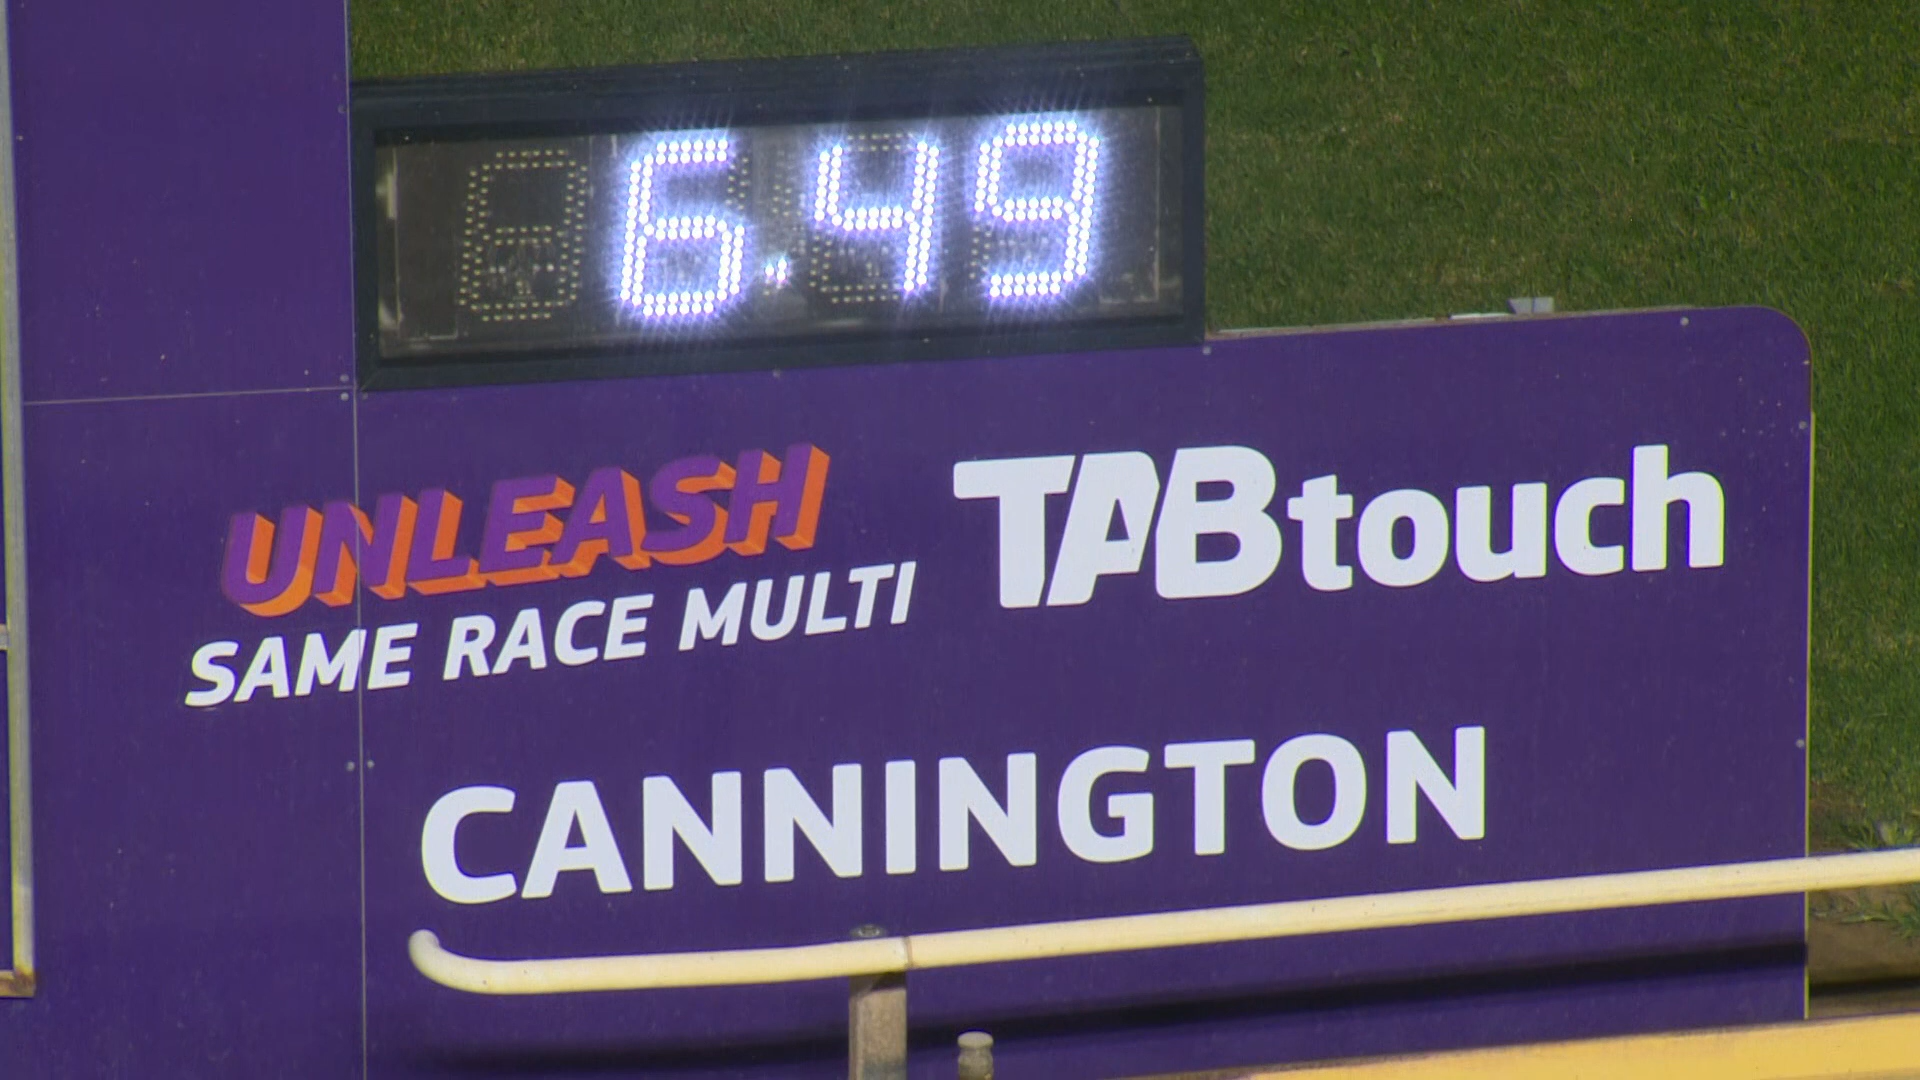 6.49
UNLEASH
SAME RACE MULTI
TABtouch
CANNINGTON